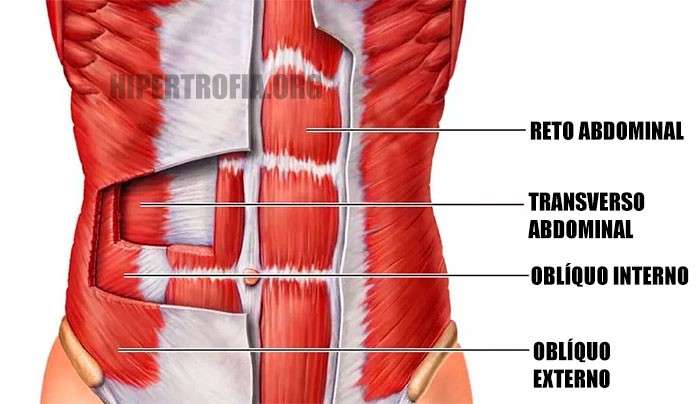 HIPERTROFIA.ORG
RETO ABDOMINAL
TRANSVERSO
ABDOMINAL
OBLÍQUO INTERNO
OBLÍQUO
EXTERNO